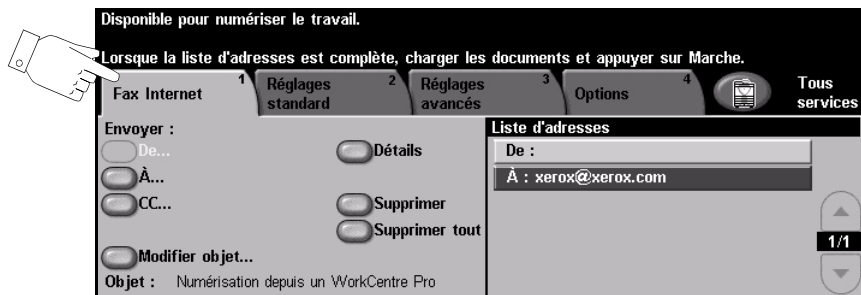 Disponible pour numériser le travail.
Lorsque la liste d'adresses est complète, charger les documents et appuyer sur Marche.
Fax Internet 1
Réglages standard 2
Réglages avancés 3
Options 4
Tous services
Envoyer :
De...
Détails
À...
CC...
Supprimer
Supprimer tout
Modifier objet...
Objet : Numérisation depuis un WorkCentre Pro
Liste d'adresses
De :
À : xerox@xerox.com
1/1